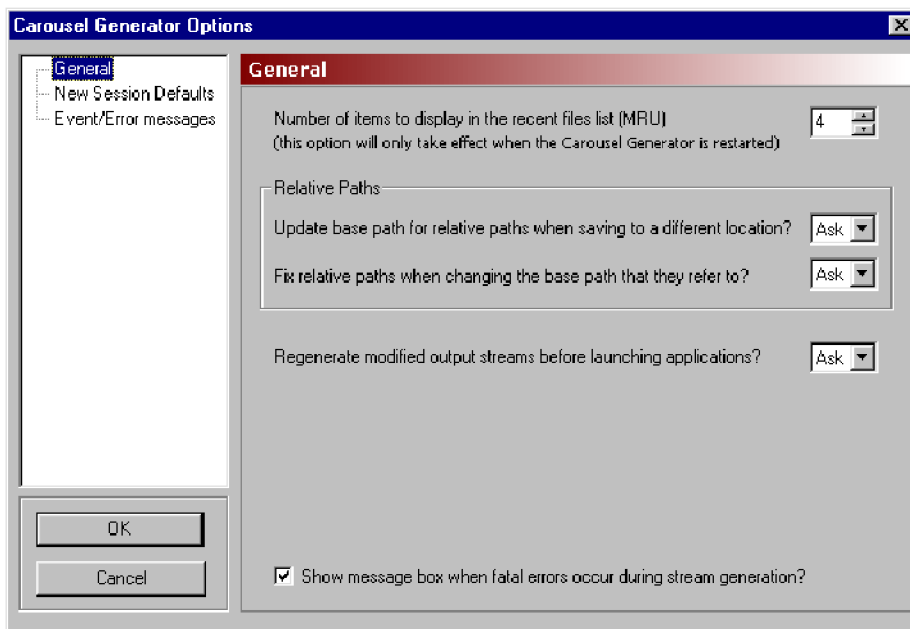 Carousel Generator Options
General
New Session Defaults
Event/Error messages
OK
Cancel
General
Number of items to display in the recent files list (MRU)
(this option will only take effect when the Carousel Generator is restarted)
4
Relative Paths
Update base path for relative paths when saving to a different location?
Ask
Fix relative paths when changing the base path that they refer to?
Ask
Regenerate modified output streams before launching applications?
Ask
Show message box when fatal errors occur during stream generation?